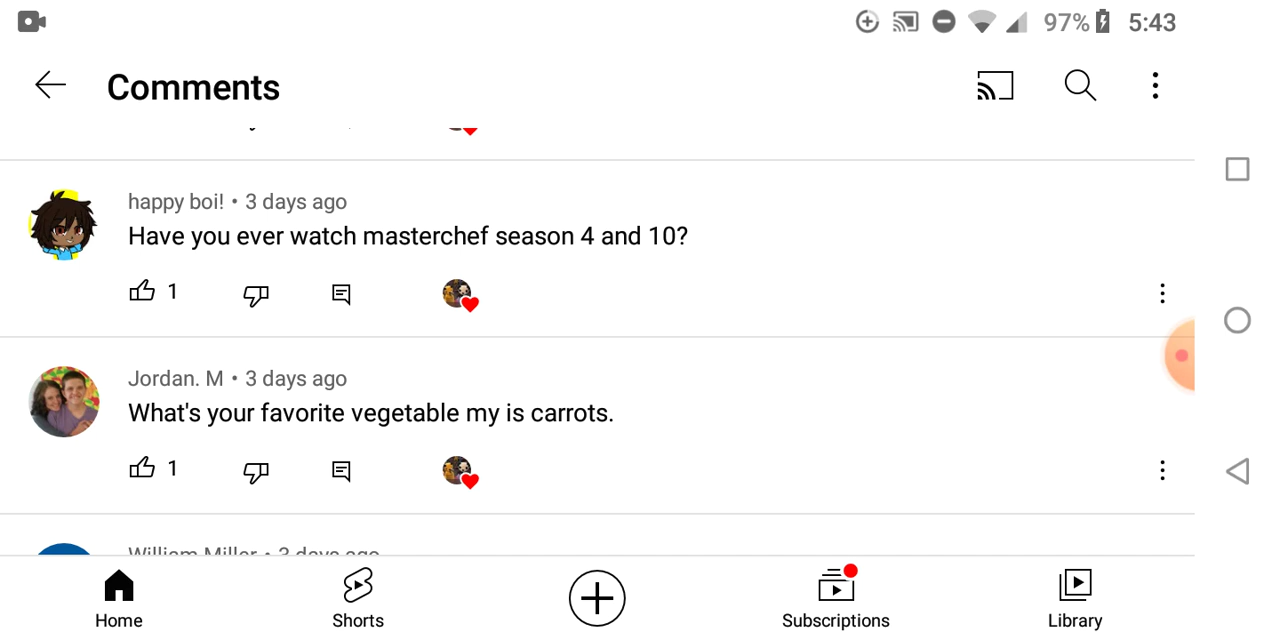 97% 5:43
Comments
happy boi! • 3 days ago
Have you ever watch masterchef season 4 and 10?
1
Jordan. M • 3 days ago
What's your favorite vegetable my is carrots.
1
William Miller • 3 days ago
Home Shorts Subscriptions Library